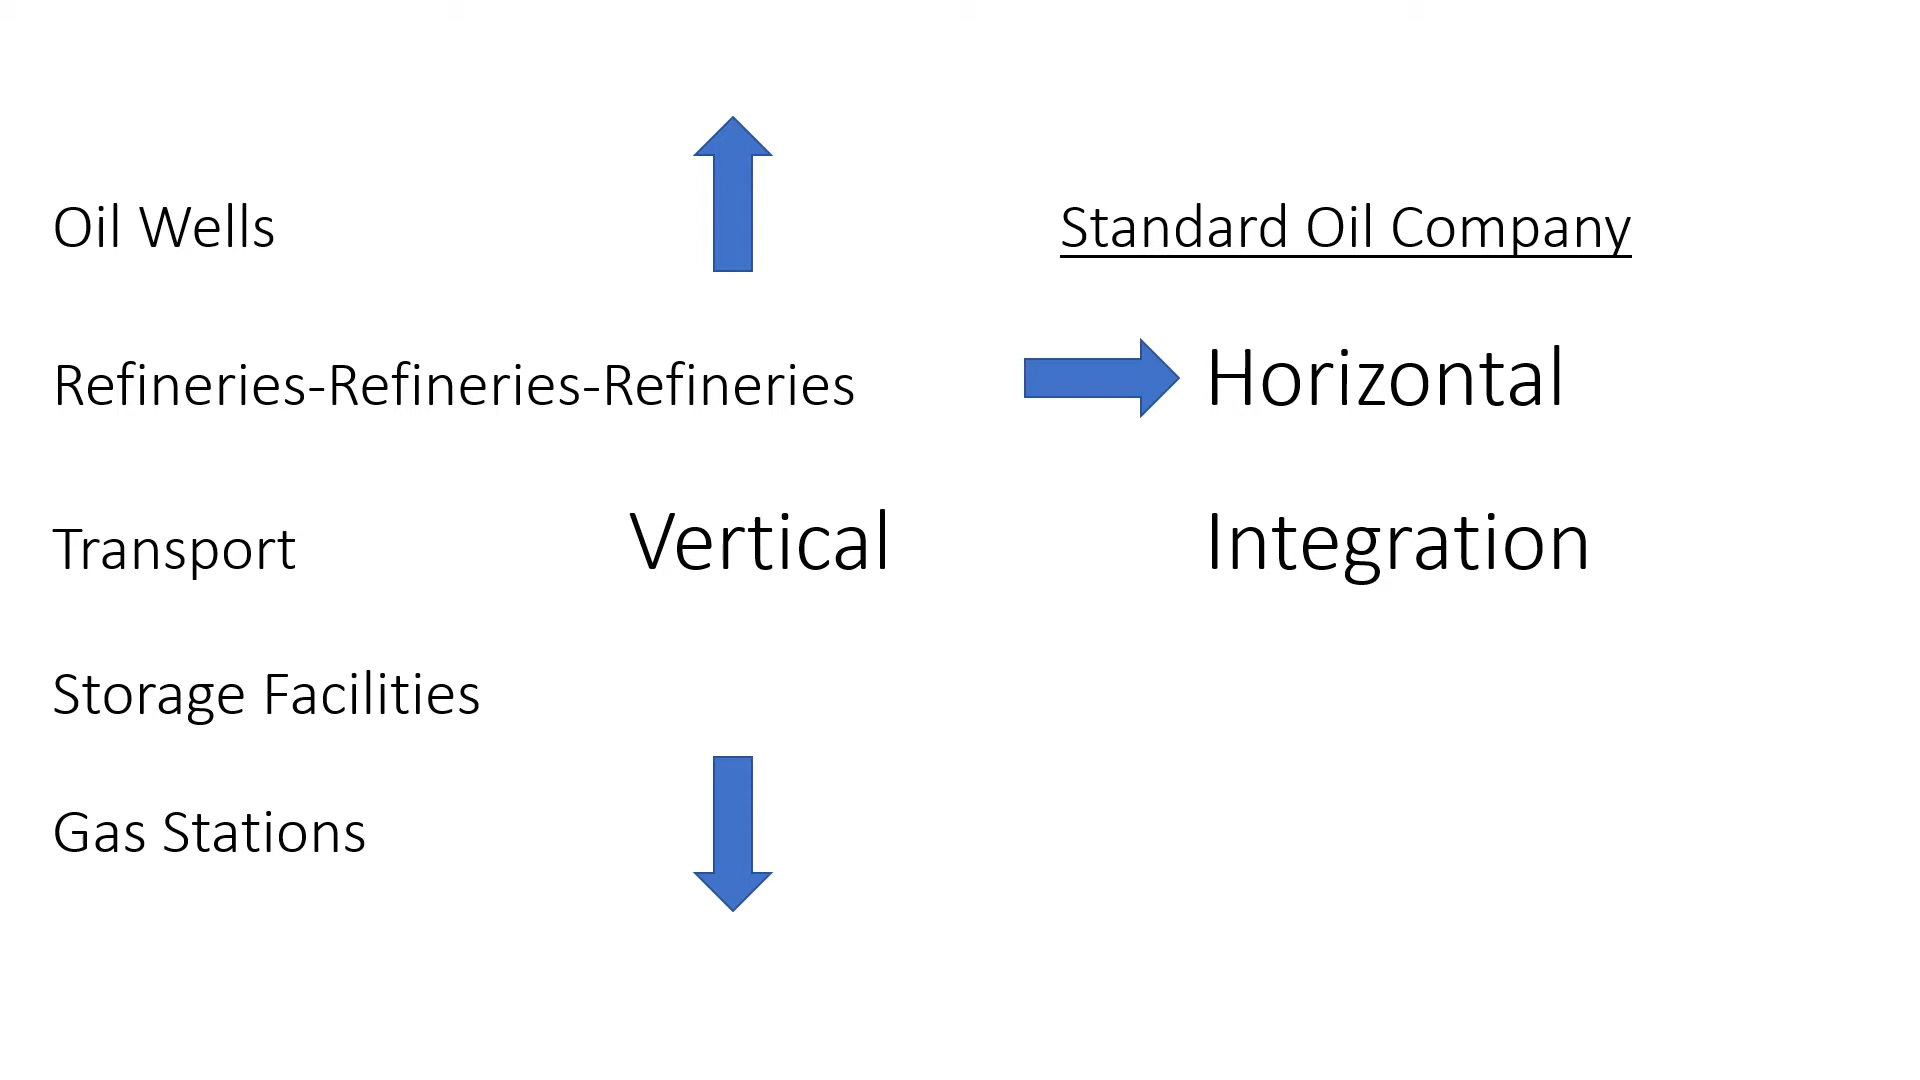 Oil Wells
Standard Oil Company
Refineries-Refineries-Refineries
Horizontal
Transport
Vertical
Integration
Storage Facilities
Gas Stations